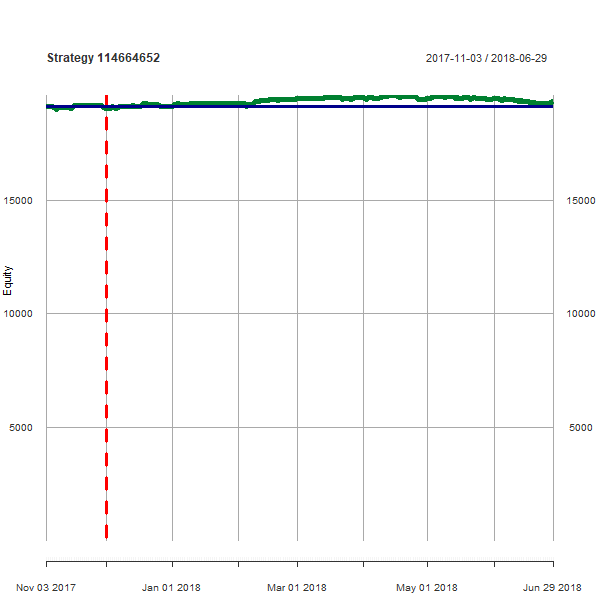 Strategy 114664652
2017-11-03 / 2018-06-29
15000 15000
Equity
10000 10000
5000 5000
Nov 03 2017 Jan 01 2018 Mar 01 2018 May 01 2018 Jun 29 2018